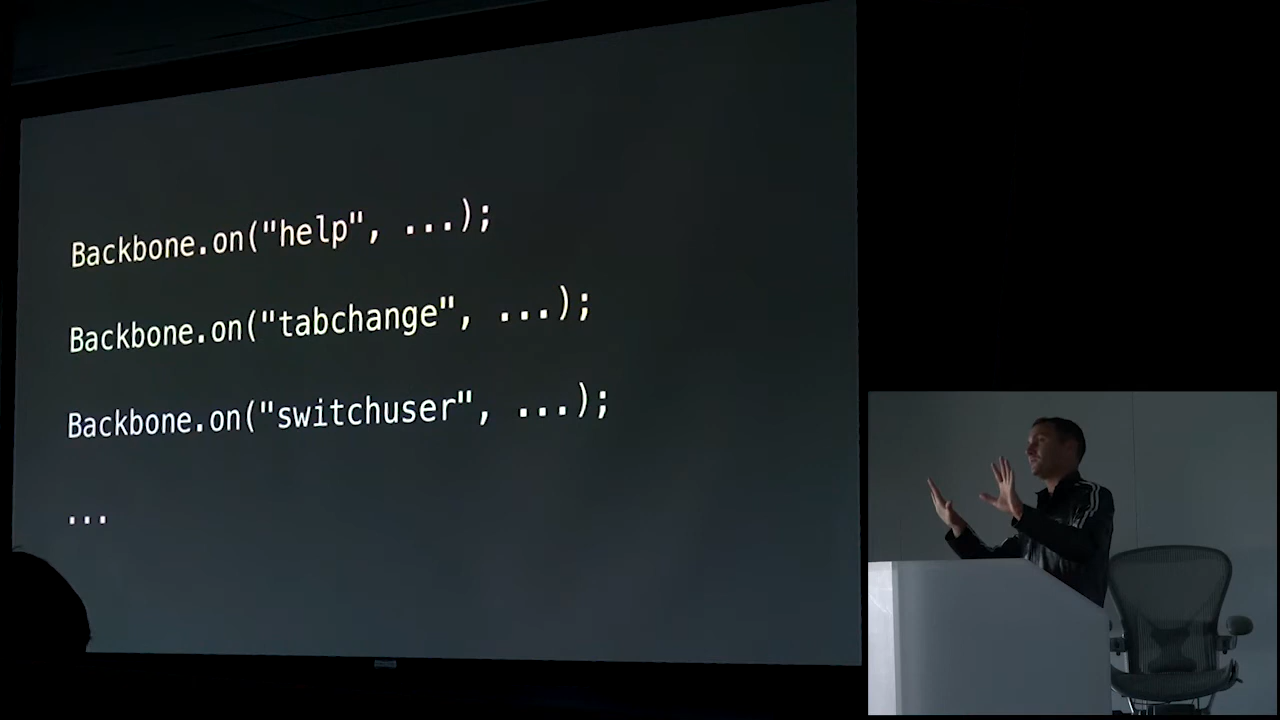 Backbone.on("help", ...);
Backbone.on("tabchange", ...);
Backbone.on("switchuser", ...);
...